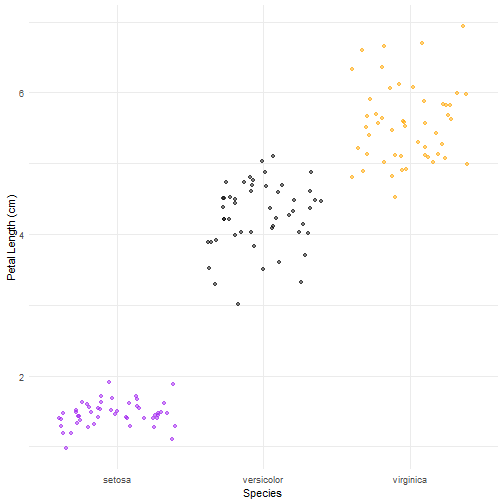 Petal Length (cm)
6
4
2
setosa
versicolor
virginica
Species